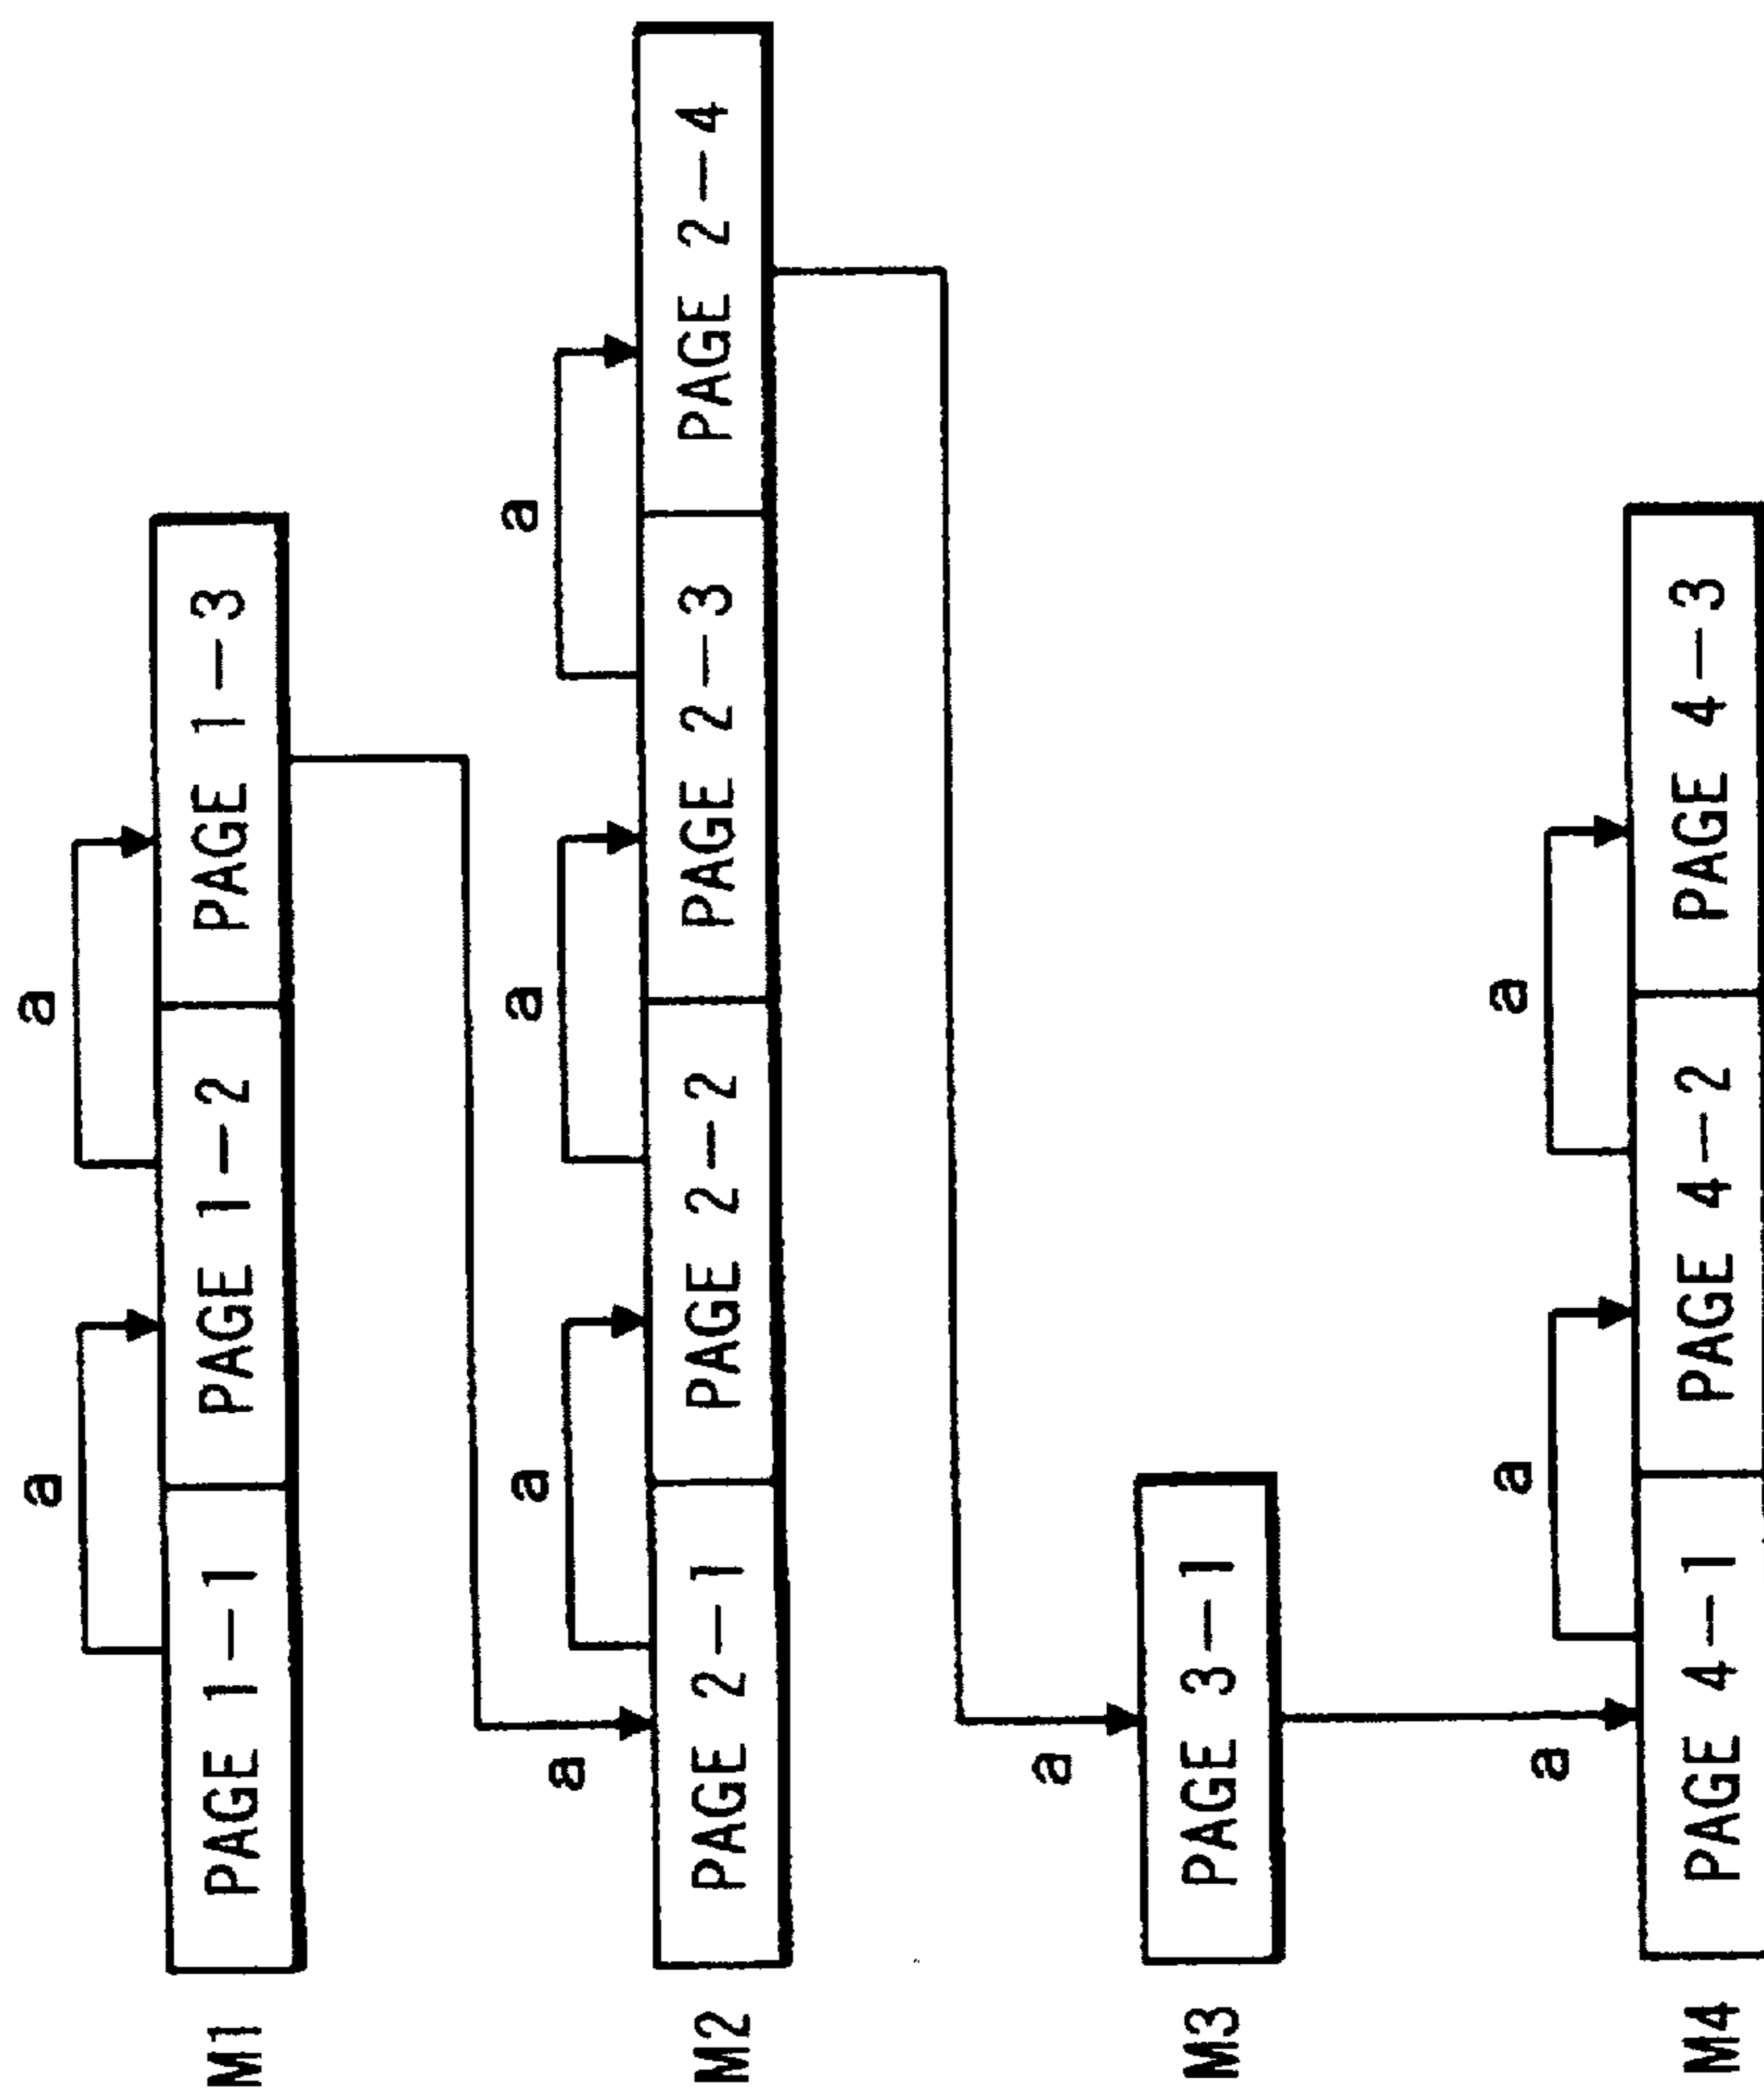 a a
M1 PAGE 1-1 PAGE 1-2 PAGE 1-3
a a a a
M2 PAGE 2-1 PAGE 2-2 PAGE 2-3 PAGE 2-4
a
M3 PAGE 3-1
a a a
M4 PAGE 4-1 PAGE 4-2 PAGE 4-3